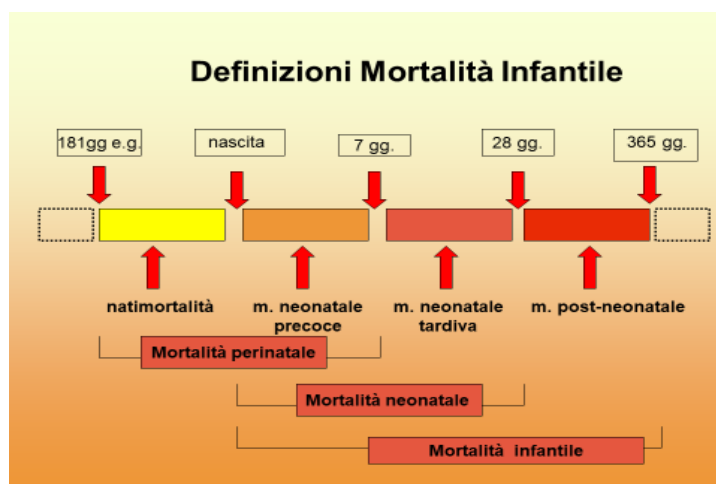 Definizioni Mortalità Infantile
181gg e.g.
nascita
7 gg.
28 gg.
365 gg.
natimortalità
m. neonatale
precoce
m. neonatale
tardiva
m. post-neonatale
Mortalità perinatale
Mortalità neonatale
Mortalità infantile